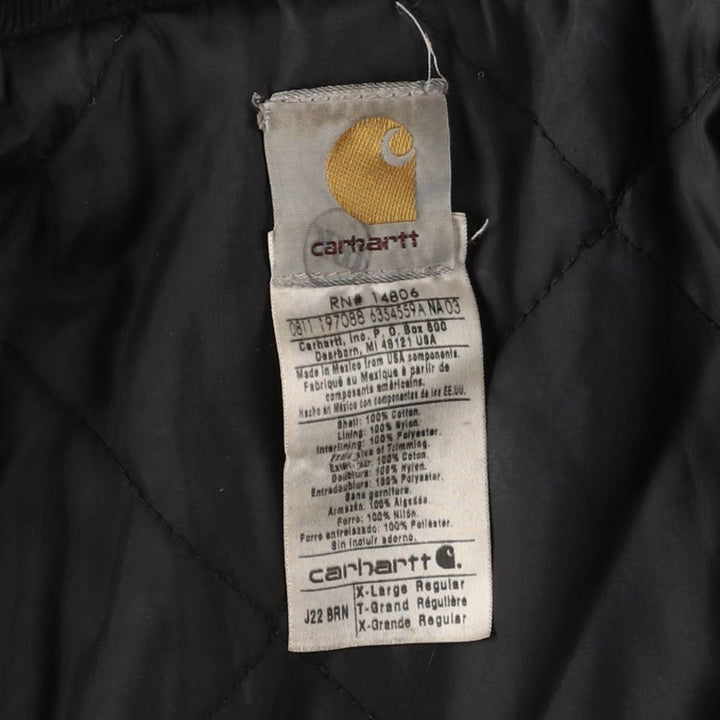 carhartt
RN# 14806
0811 197088 6354559A NA03
Carhartt, Inc. P. O. Box 600
Dearborn, MI 48121 USA
Made in Mexico from USA components.
Fabriqué au Mexique à partir de
composants américains.
Hecho en México con componentes de los EE.UU.
Shell: 100% Cotton.
Lining: 100% Nylon.
Interlining: 100% Polyester.
of Trimming.
100% Coton.
Doublure: 100% Nylon.
Entredoublure: 100% Polyester.
Sans garniture.
Armazón: 100% Algodón.
Forro: 100% Nilón.
Forro entrelazado: 100% Poliéster.
Sin incluir adorno.
carhartt
J22 BRN
X-Large Regular
T-Grand Régulière
X-Grande Regular